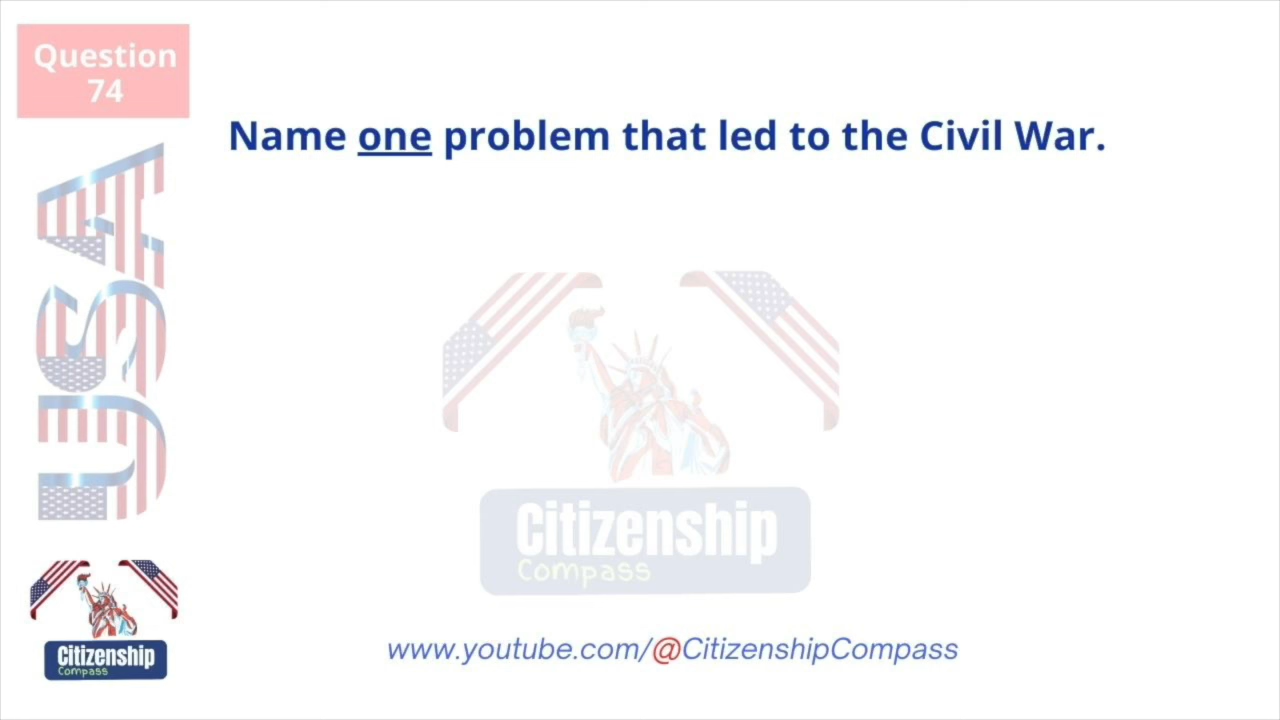 Question
74
Name one problem that led to the Civil War.
USA
Citizenship
Compass
Citizenship
Compass
www.youtube.com/@CitizenshipCompass